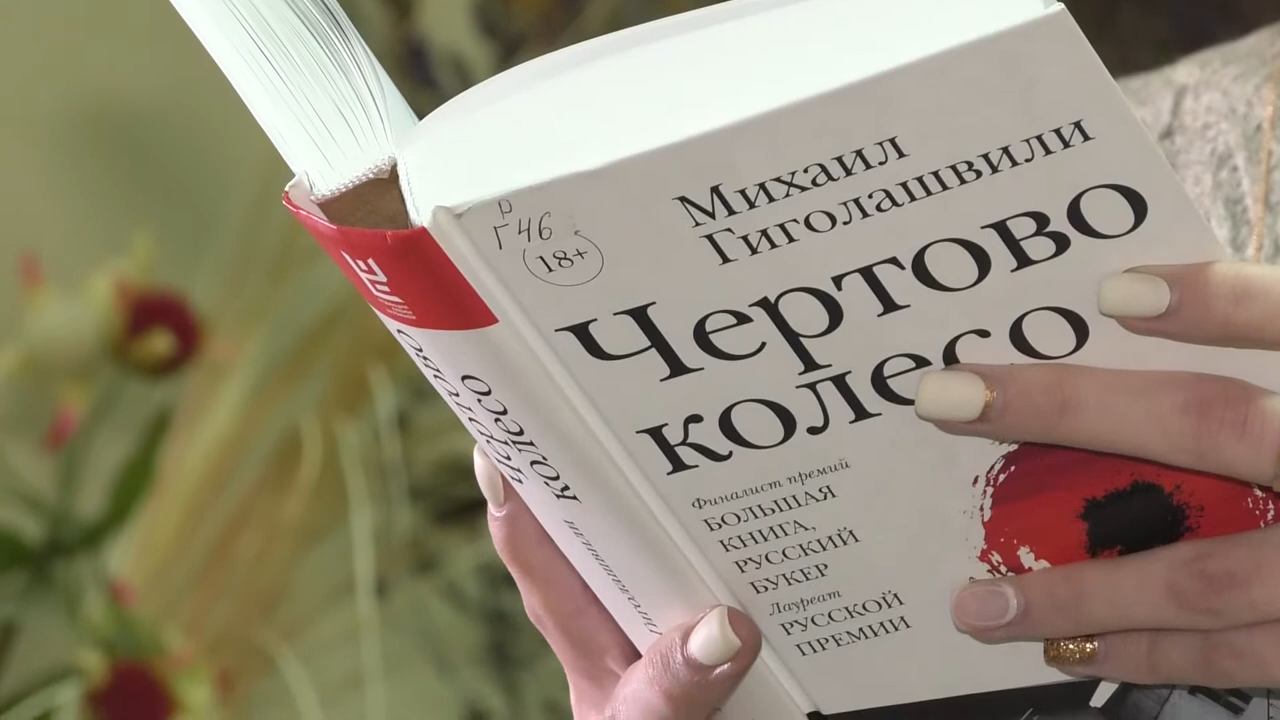 р
Г46
18+
Михаил
Гиголашвили
Чертово
колесо
Финалист премий
БОЛЬШАЯ
КНИГА,
РУССКИЙ
БУКЕР
Лауреат
РУССКОЙ
ПРЕМИИ
Чертово
колесо
Гиголашвили